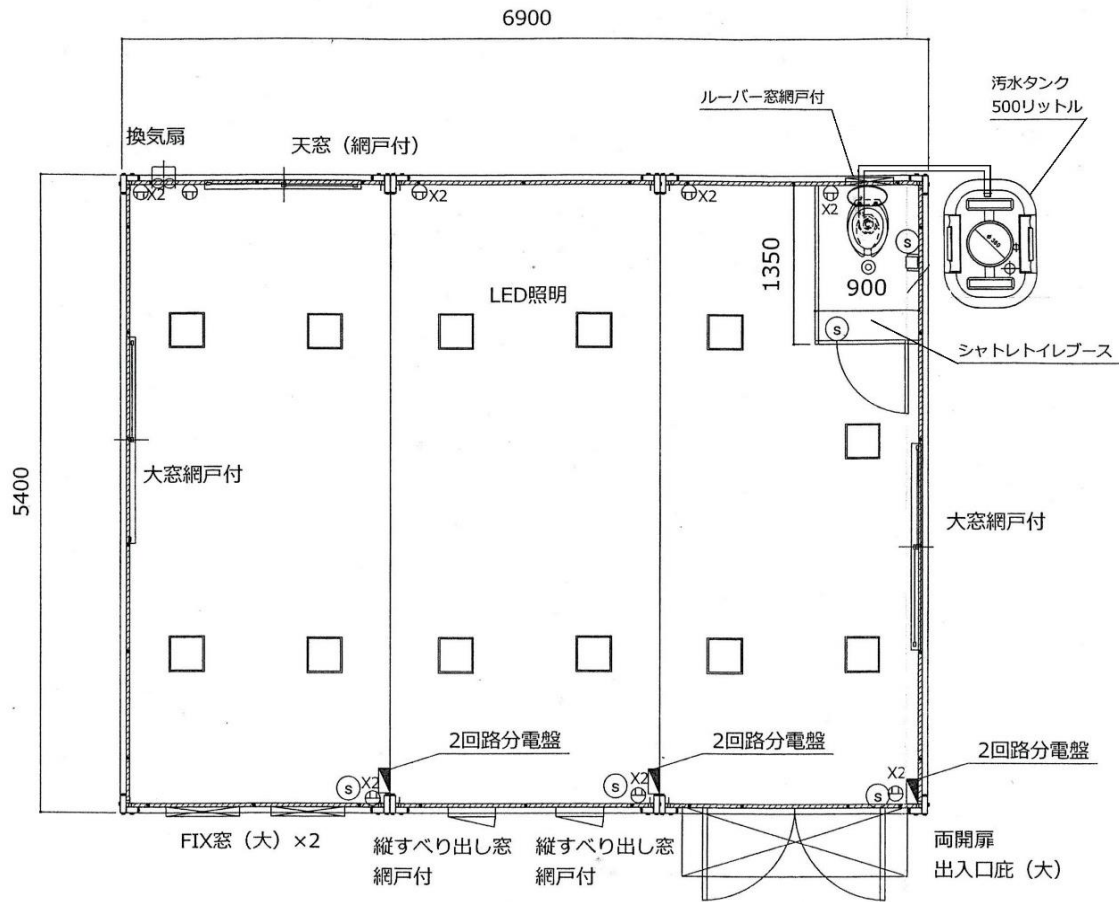 6900
汚水タンク
500リットル
ルーバー窓網戸付
換気扇
天窓（網戸付）
X2
X2
X2
X2
S
φ380
1350
900
LED照明
S
シャトレトイレブース
5400
大窓網戸付
大窓網戸付
2回路分電盤
2回路分電盤
2回路分電盤
S
X2
S
X2
S
X2
FIX窓（大）×2
縦すべり出し窓
網戸付
縦すべり出し窓
網戸付
両開扉
出入口庇（大）